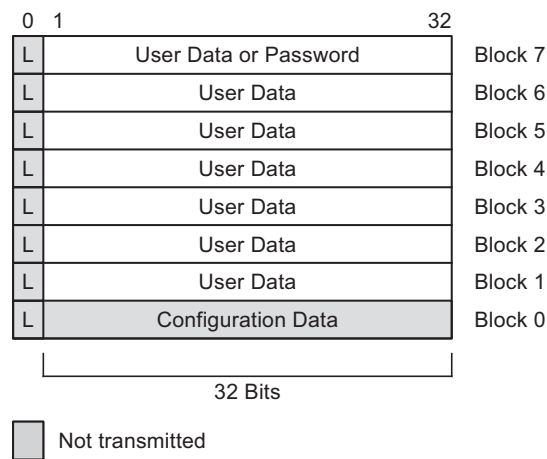 0 1 32
L User Data or Password Block 7
L User Data Block 6
L User Data Block 5
L User Data Block 4
L User Data Block 3
L User Data Block 2
L User Data Block 1
L Configuration Data Block 0
32 Bits
Not transmitted